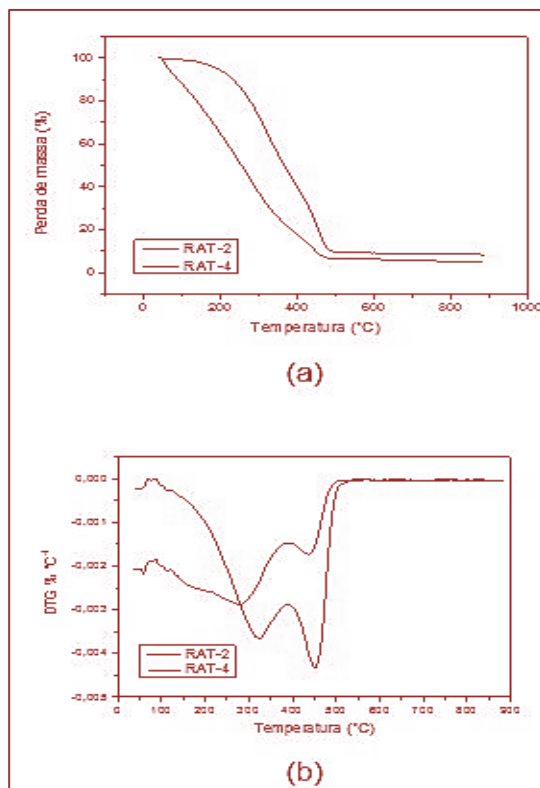 100
80
60
40
20
0
Perda de massa (%)
RAT-2
RAT-4
0 200 400 600 800 1000
Temperatura (°C)
(a)
0,000
-0,001
-0,002
-0,003
-0,004
-0,005
DTG % °C⁻¹
RAT-2
RAT-4
0 100 200 300 400 500 600 700 800 900
Temperatura (°C)
(b)